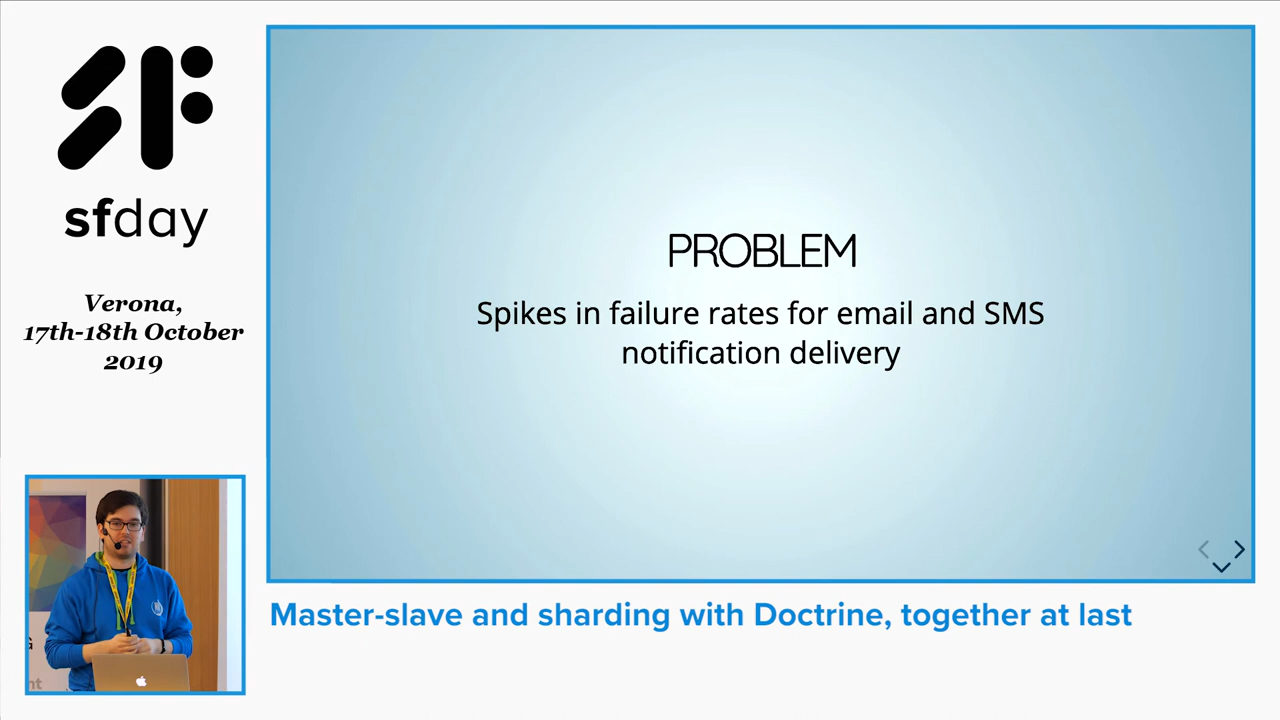 sfday
Verona,
17th-18th October
2019
PROBLEM
Spikes in failure rates for email and SMS
notification delivery
Master-slave and sharding with Doctrine, together at last